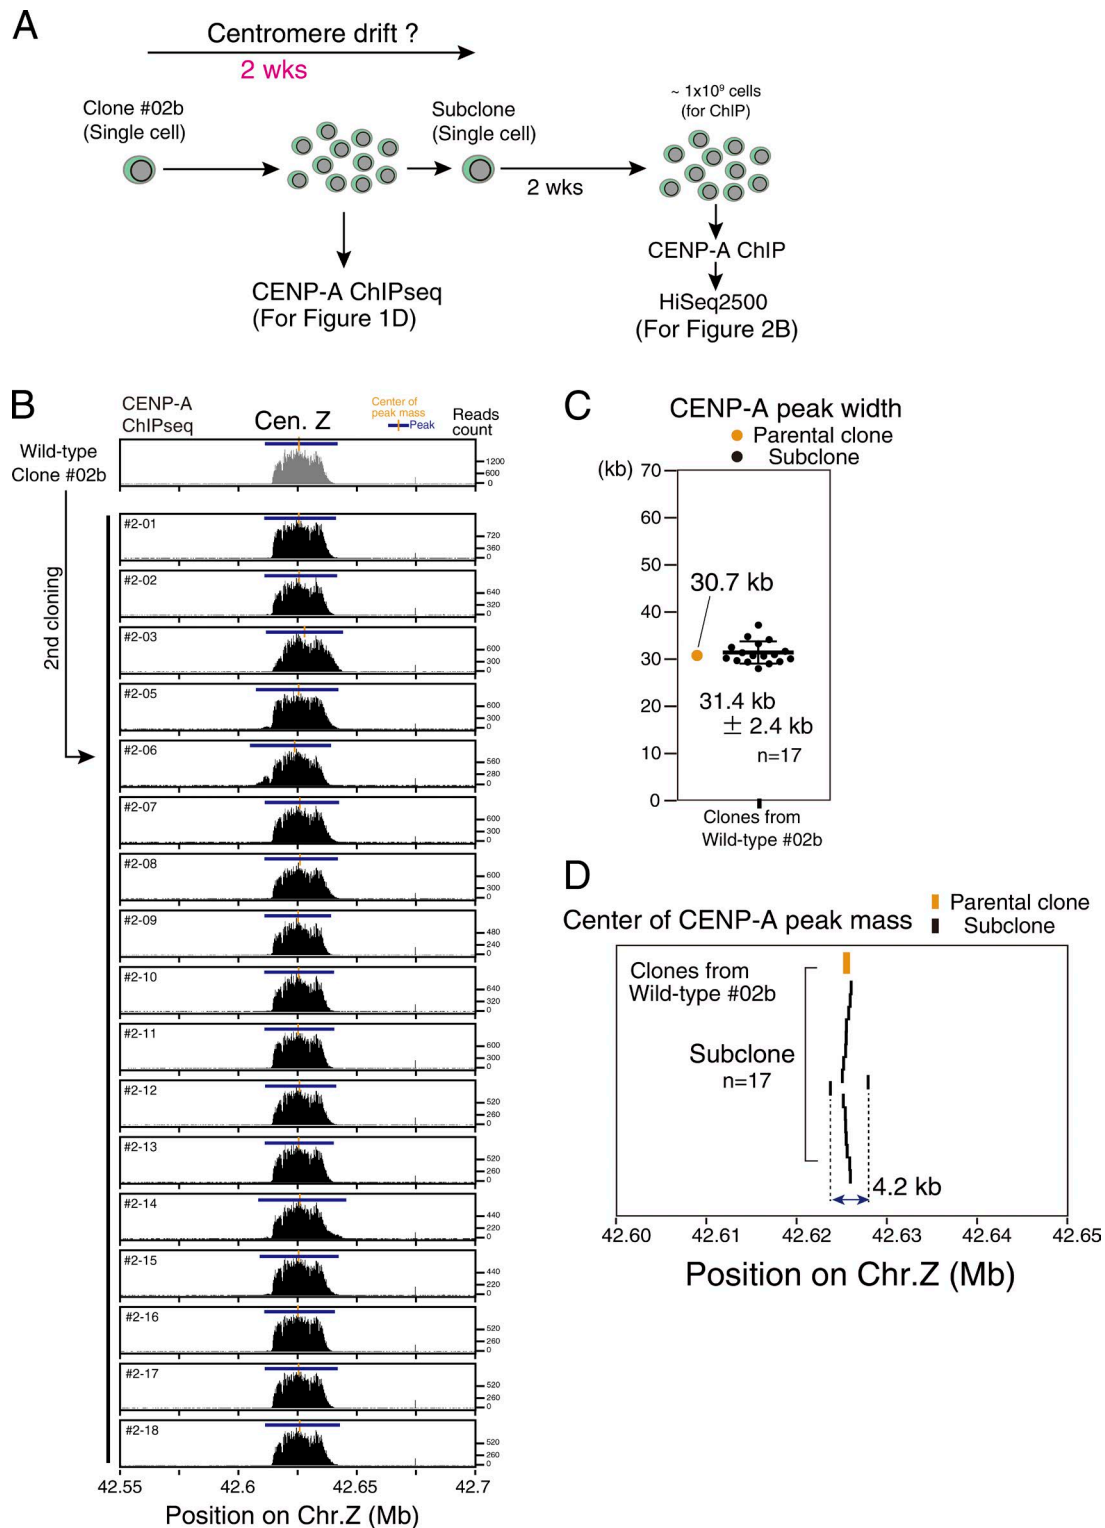 A
Centromere drift ?
2 wks
Clone #02b
(Single cell)
Subclone
(Single cell)
~ 1x10⁹ cells
(for ChIP)
2 wks
CENP-A ChIPseq
(For Figure 1D)
CENP-A ChIP
HiSeq2500
(For Figure 2B)
B
CENP-A
ChIPseq
Cen. Z
Center of
peak mass
Peak
Reads
count
Wild-type
Clone #02b
2nd cloning
1200
600
0
#2-01
720
360
0
#2-02
640
320
0
#2-03
600
300
0
#2-05
600
300
0
#2-06
560
280
0
#2-07
600
300
0
#2-08
600
300
0
#2-09
480
240
0
#2-10
640
320
0
#2-11
600
300
0
#2-12
520
260
0
#2-13
520
260
0
#2-14
440
220
0
#2-15
440
220
0
#2-16
520
260
0
#2-17
520
260
0
#2-18
520
260
0
42.55
42.6
42.65
42.7
Position on Chr.Z (Mb)
C
CENP-A peak width
Parental clone
Subclone
(kb)
70
60
50
40
30
20
10
0
30.7 kb
31.4 kb
± 2.4 kb
n=17
Clones from
Wild-type #02b
D
Center of CENP-A peak mass
Parental clone
Subclone
Clones from
Wild-type #02b
Subclone
n=17
4.2 kb
42.60
42.61
42.62
42.63
42.64
42.65
Position on Chr.Z (Mb)